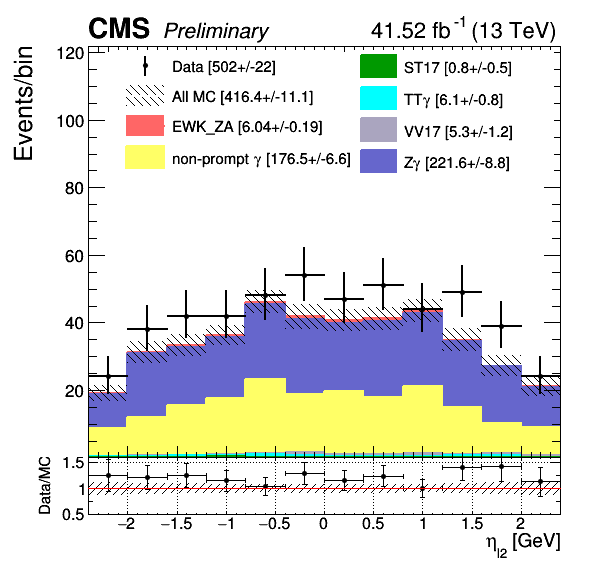 CMS Preliminary 41.52 fb⁻¹ (13 TeV)
Events/bin
120
100
80
60
40
20
Data [502+/-22]
All MC [416.4+/-11.1]
EWK_ZA [6.04+/-0.19]
non-prompt γ [176.5+/-6.6]
ST17 [0.8+/-0.5]
TTγ [6.1+/-0.8]
VV17 [5.3+/-1.2]
Zγ [221.6+/-8.8]
Data/MC
1.5
1
0.5
−2 −1.5 −1 −0.5 0 0.5 1 1.5 2
η_l2 [GeV]